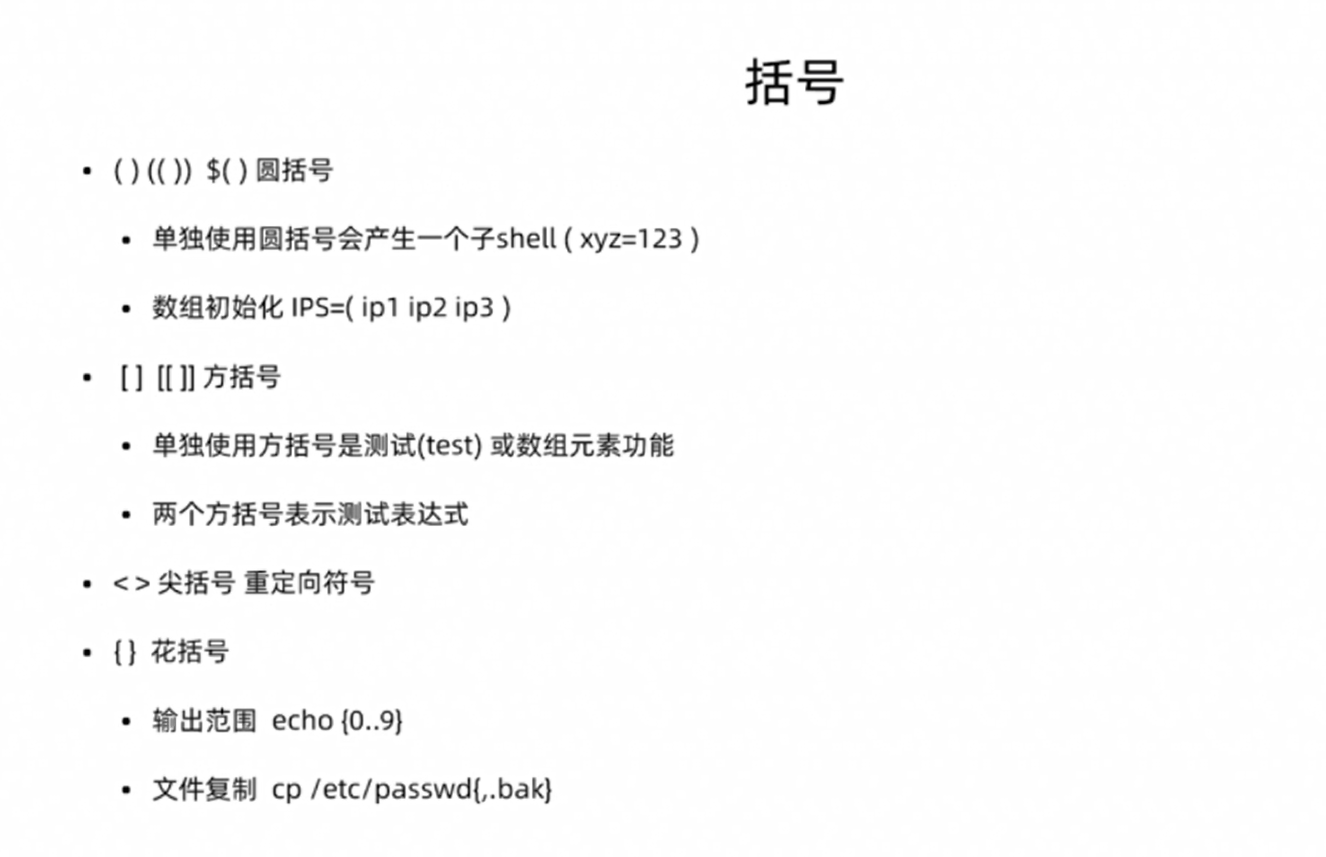 括号
• ( ) (( )) $( ) 圆括号
• 单独使用圆括号会产生一个子shell ( xyz=123 )
• 数组初始化 IPS=( ip1 ip2 ip3 )
• [ ] [[ ]] 方括号
• 单独使用方括号是测试(test) 或数组元素功能
• 两个方括号表示测试表达式
• < > 尖括号 重定向符号
• { } 花括号
• 输出范围 echo {0..9}
• 文件复制 cp /etc/passwd{,.bak}